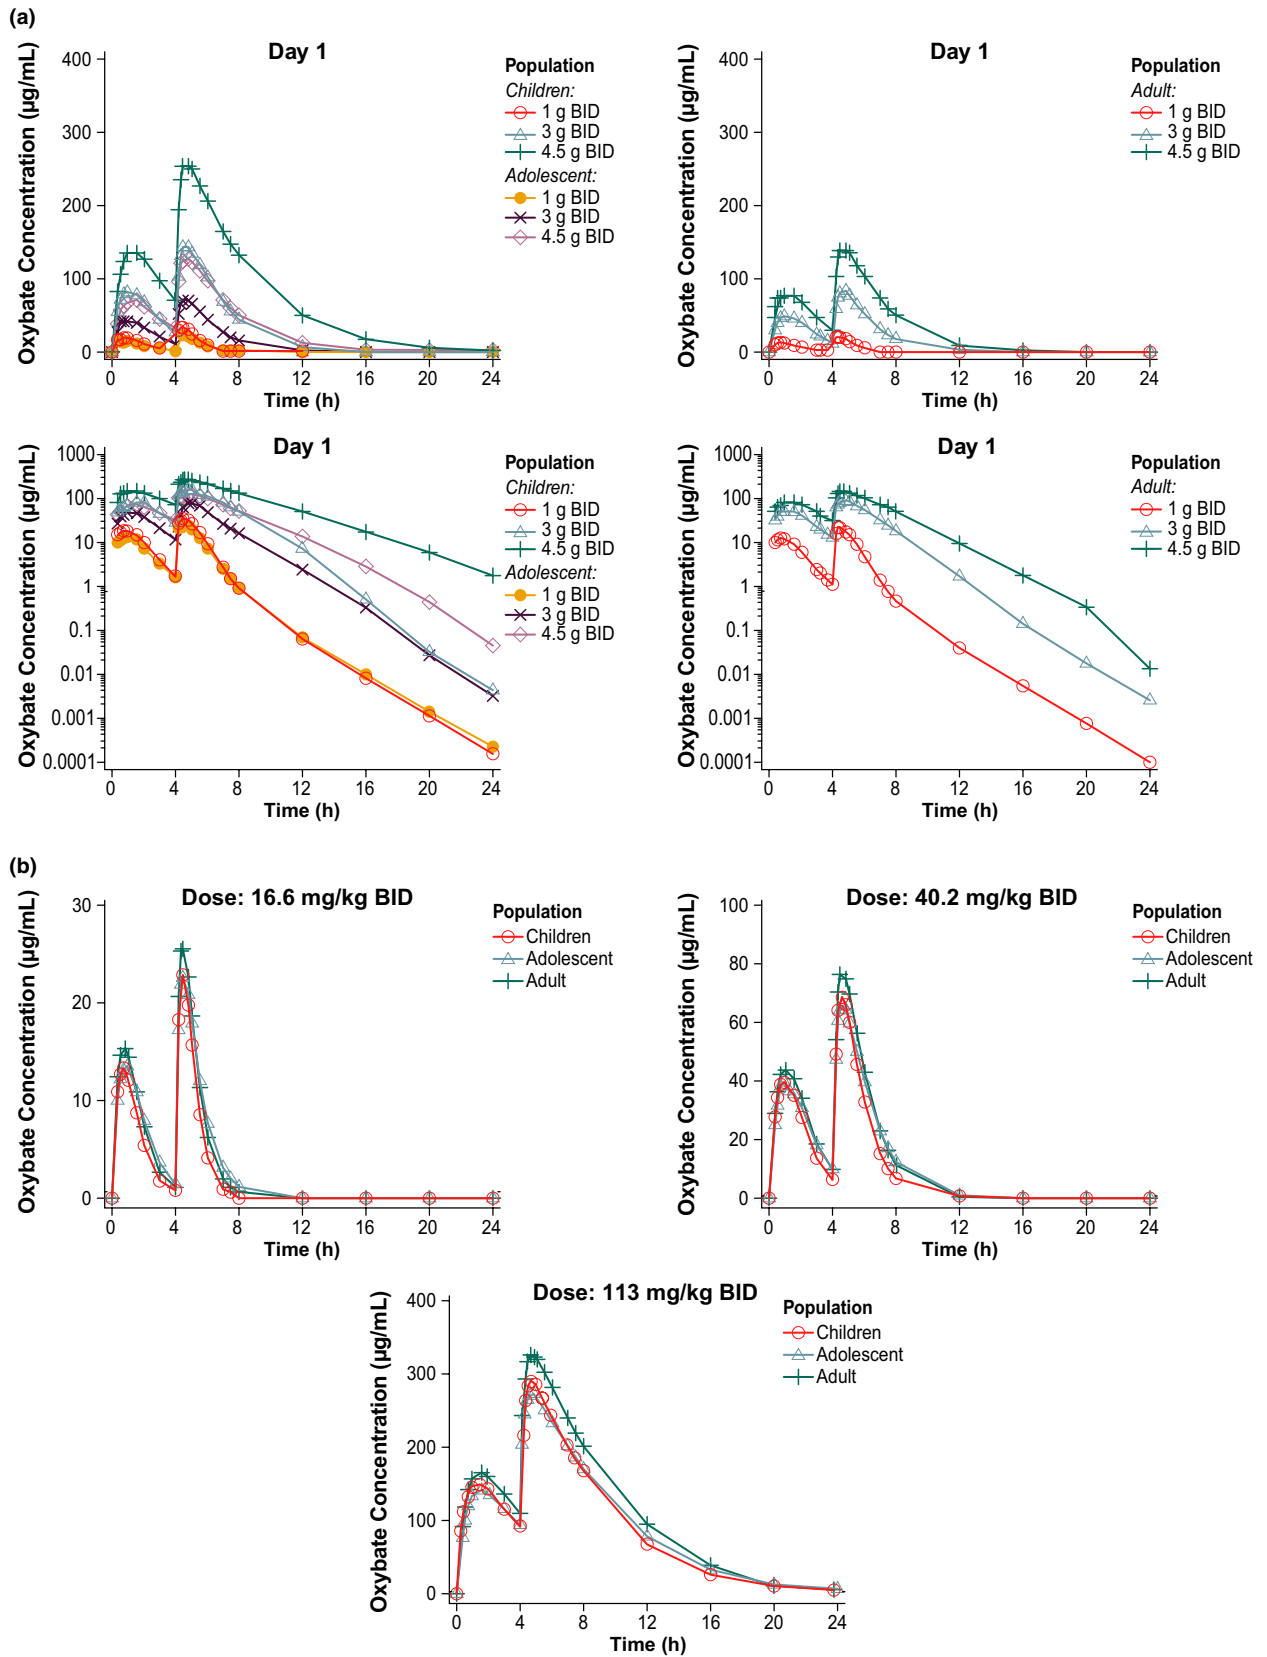 (a)
Day 1
Oxybate Concentration (µg/mL)
400
300
200
100
0
0 4 8 12 16 20 24
Time (h)
Population
Children:
1 g BID
3 g BID
4.5 g BID
Adolescent:
1 g BID
3 g BID
4.5 g BID
Day 1
Oxybate Concentration (µg/mL)
400
300
200
100
0
0 4 8 12 16 20 24
Time (h)
Population
Adult:
1 g BID
3 g BID
4.5 g BID
Day 1
Oxybate Concentration (µg/mL)
1000
100
10
1
0.1
0.01
0.001
0.0001
0 4 8 12 16 20 24
Time (h)
Population
Children:
1 g BID
3 g BID
4.5 g BID
Adolescent:
1 g BID
3 g BID
4.5 g BID
Day 1
Oxybate Concentration (µg/mL)
1000
100
10
1
0.1
0.01
0.001
0.0001
0 4 8 12 16 20 24
Time (h)
Population
Adult:
1 g BID
3 g BID
4.5 g BID
(b)
Dose: 16.6 mg/kg BID
Oxybate Concentration (µg/mL)
30
20
10
0
0 4 8 12 16 20 24
Time (h)
Population
Children
Adolescent
Adult
Dose: 40.2 mg/kg BID
Oxybate Concentration (µg/mL)
100
80
60
40
20
0
0 4 8 12 16 20 24
Time (h)
Population
Children
Adolescent
Adult
Dose: 113 mg/kg BID
Oxybate Concentration (µg/mL)
400
300
200
100
0
0 4 8 12 16 20 24
Time (h)
Population
Children
Adolescent
Adult